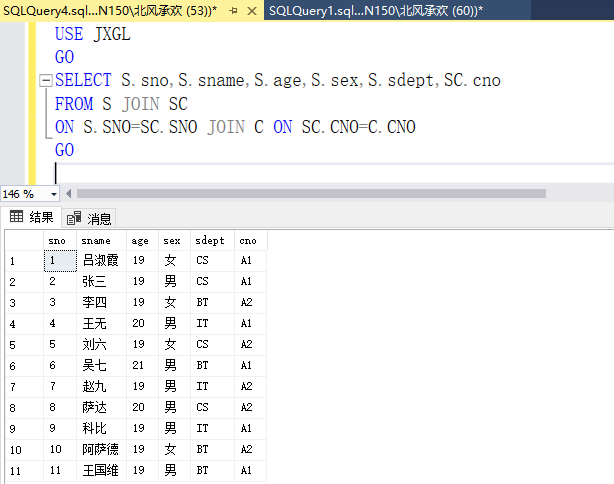 SQLQuery4.sql...N150\北风承欢 (53))* SQLQuery1.sql...N150\北风承欢 (60))*
USE JXGL
GO
SELECT S.sno,S.sname,S.age,S.sex,S.sdept,SC.cno
FROM S JOIN SC
ON S.SNO=SC.SNO JOIN C ON SC.CNO=C.CNO
GO
146 %
结果 消息
sno sname age sex sdept cno
1 1 吕淑霞 19 女 CS A1
2 2 张三 19 男 CS A1
3 3 李四 19 女 BT A2
4 4 王无 20 男 IT A1
5 5 刘六 19 女 CS A2
6 6 吴七 21 男 BT A1
7 7 赵九 19 男 IT A2
8 8 萨达 20 男 CS A2
9 9 科比 19 男 IT A1
10 10 阿萨德 19 女 BT A2
11 11 王国维 19 男 BT A1